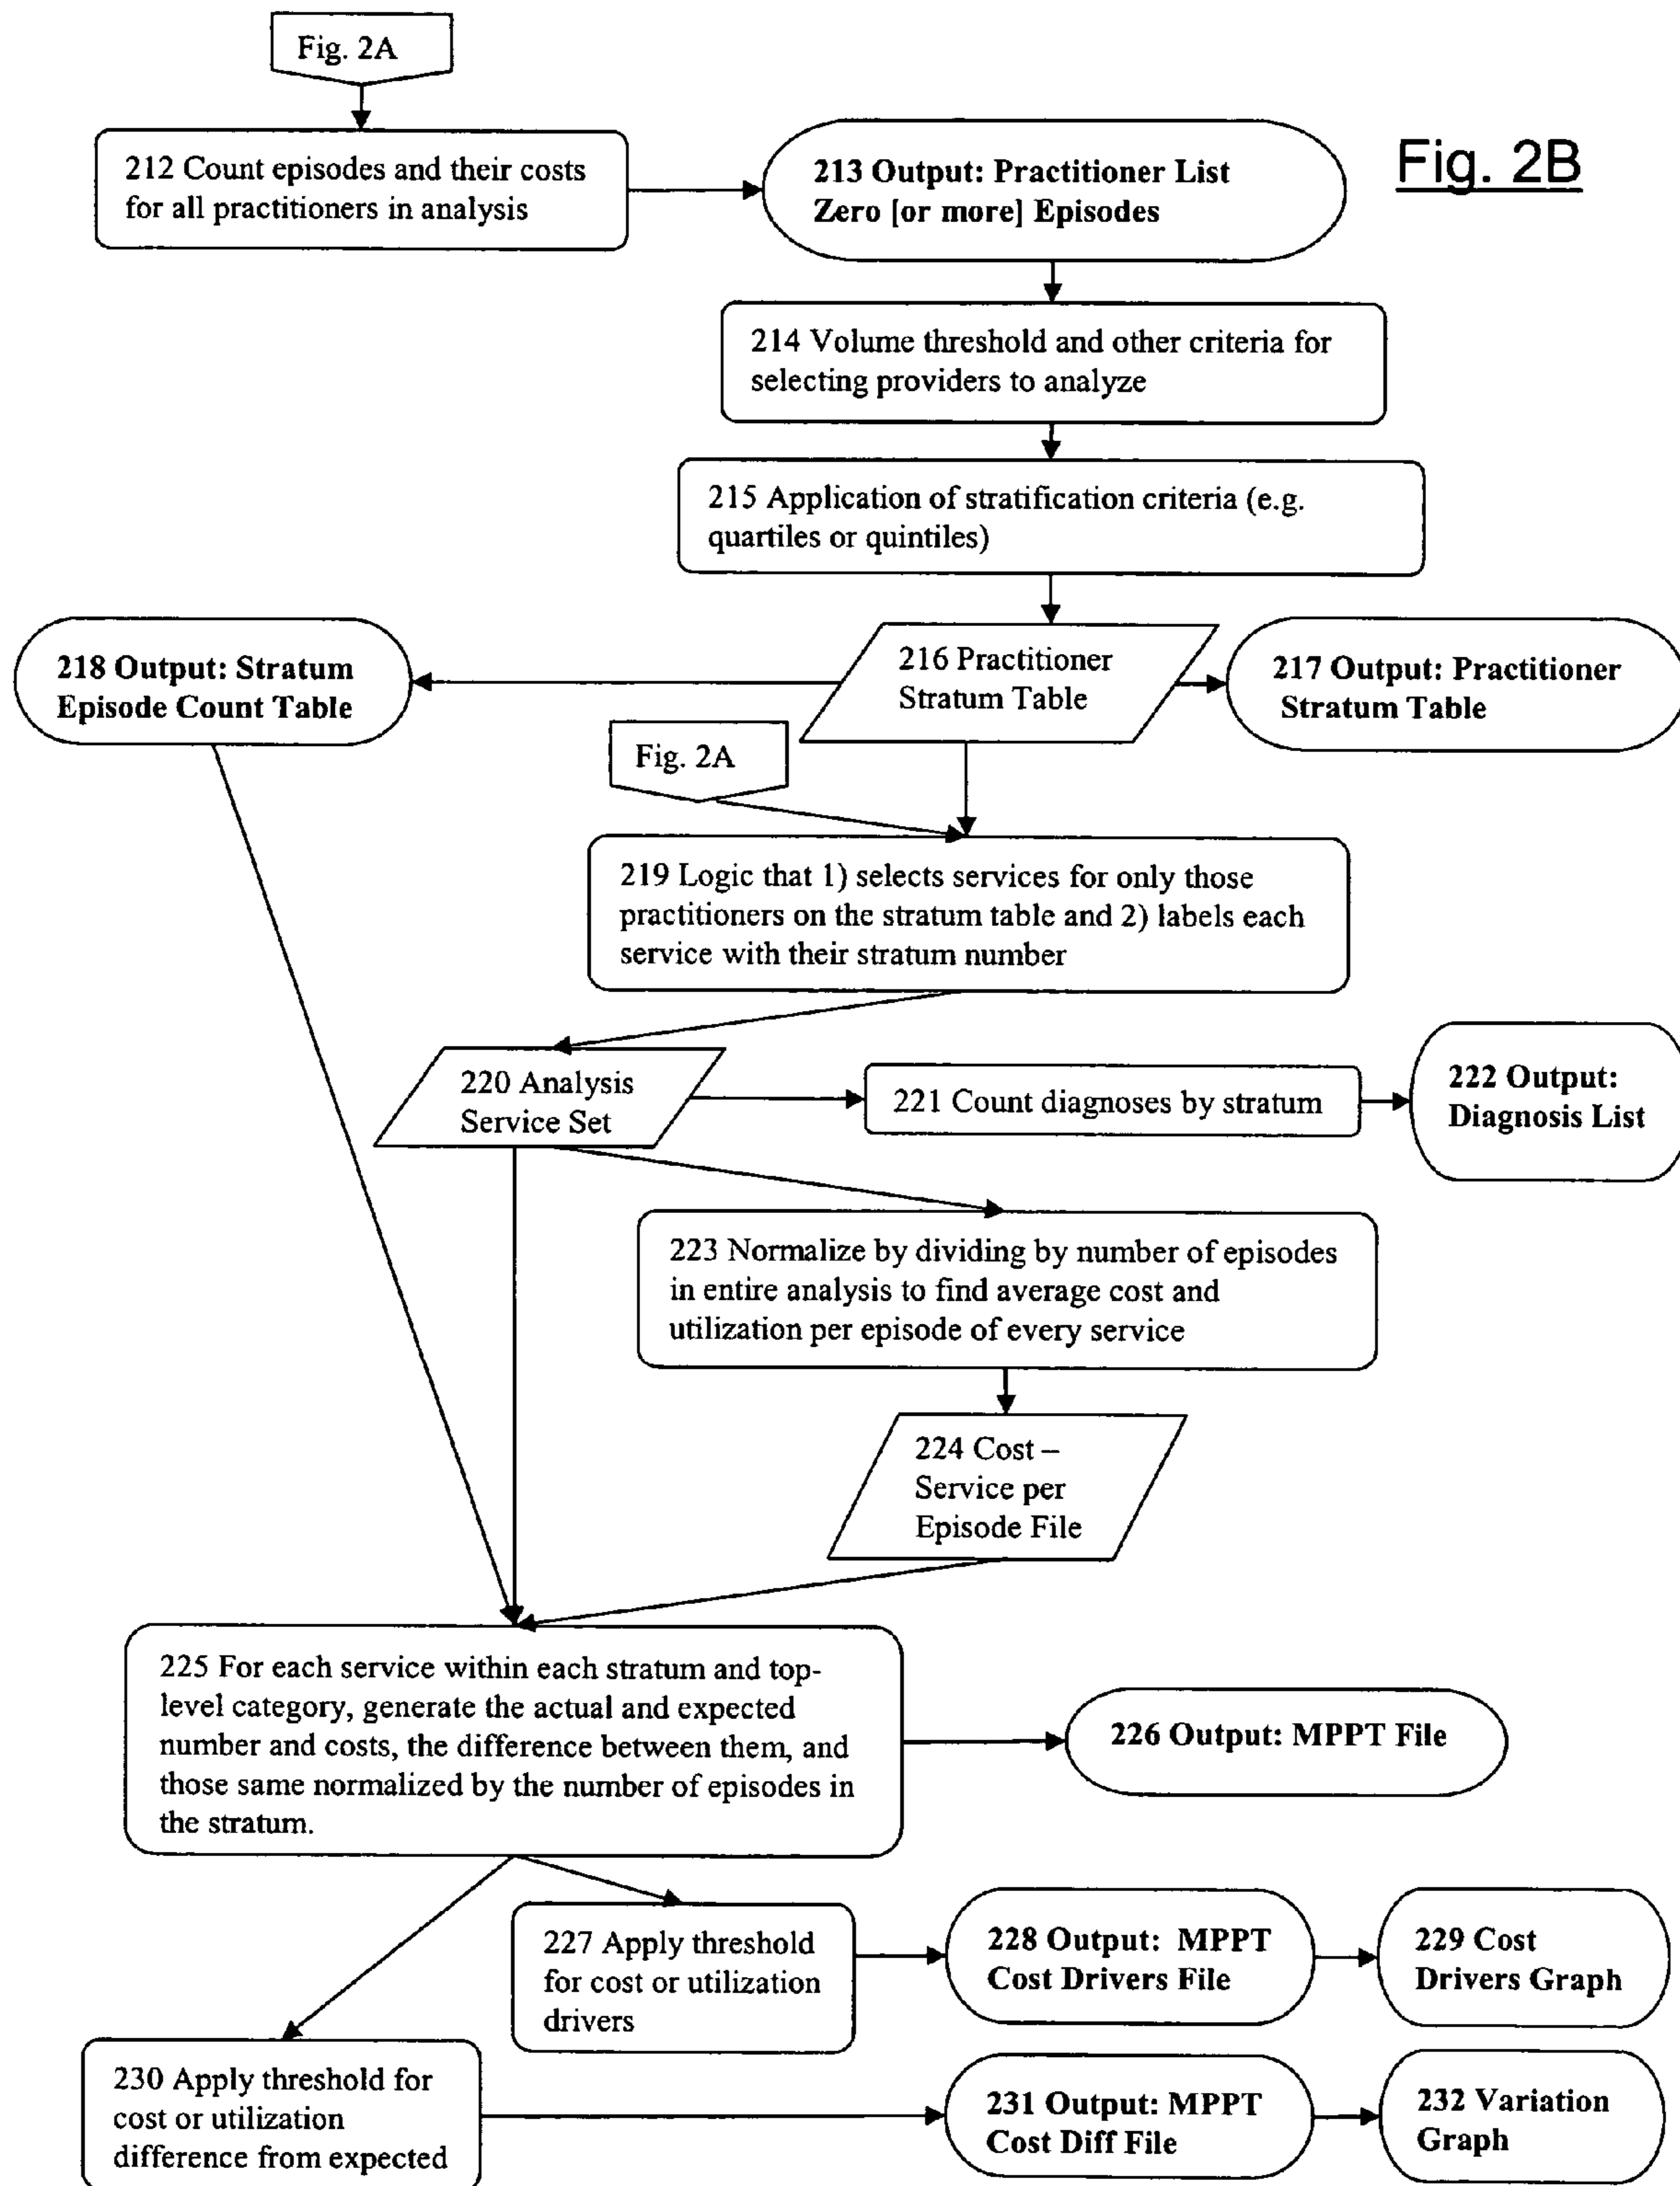 Fig. 2A
212 Count episodes and their costs
for all practitioners in analysis
213 Output: Practitioner List
Zero [or more] Episodes
Fig. 2B
214 Volume threshold and other criteria for
selecting providers to analyze
215 Application of stratification criteria (e.g.
quartiles or quintiles)
218 Output: Stratum
Episode Count Table
216 Practitioner
Stratum Table
217 Output: Practitioner
Stratum Table
Fig. 2A
219 Logic that 1) selects services for only those
practitioners on the stratum table and 2) labels each
service with their stratum number
220 Analysis
Service Set
221 Count diagnoses by stratum
222 Output:
Diagnosis List
223 Normalize by dividing by number of episodes
in entire analysis to find average cost and
utilization per episode of every service
224 Cost –
Service per
Episode File
225 For each service within each stratum and top-
level category, generate the actual and expected
number and costs, the difference between them, and
those same normalized by the number of episodes in
the stratum.
226 Output: MPPT File
227 Apply threshold
for cost or utilization
drivers
228 Output: MPPT
Cost Drivers File
229 Cost
Drivers Graph
230 Apply threshold for
cost or utilization
difference from expected
231 Output: MPPT
Cost Diff File
232 Variation
Graph